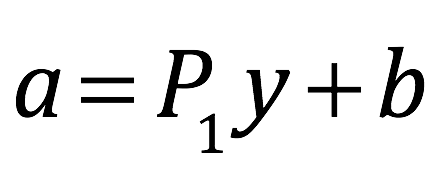 a = P₁y + b